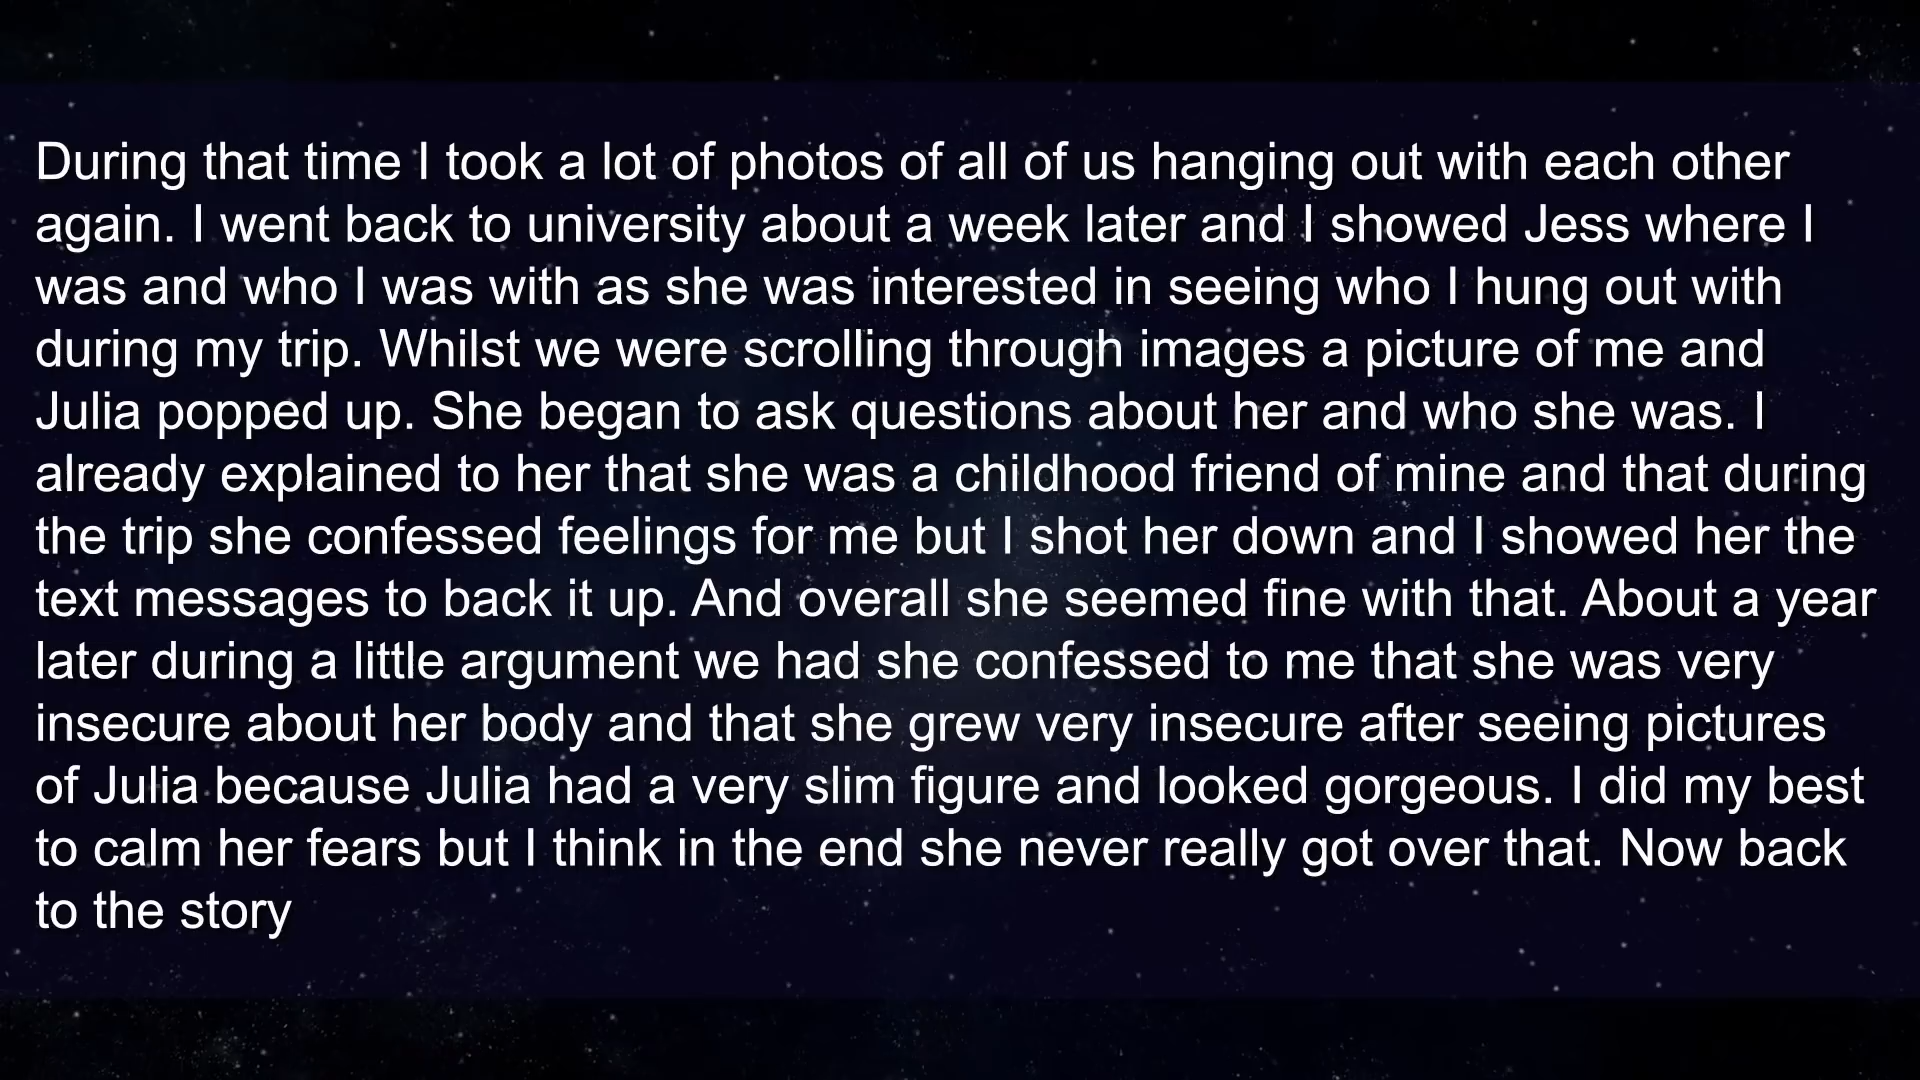 During that time I took a lot of photos of all of us hanging out with each other
again. I went back to university about a week later and I showed Jess where I
was and who I was with as she was interested in seeing who I hung out with
during my trip. Whilst we were scrolling through images a picture of me and
Julia popped up. She began to ask questions about her and who she was. I
already explained to her that she was a childhood friend of mine and that during
the trip she confessed feelings for me but I shot her down and I showed her the
text messages to back it up. And overall she seemed fine with that. About a year
later during a little argument we had she confessed to me that she was very
insecure about her body and that she grew very insecure after seeing pictures
of Julia because Julia had a very slim figure and looked gorgeous. I did my best
to calm her fears but I think in the end she never really got over that. Now back
to the story